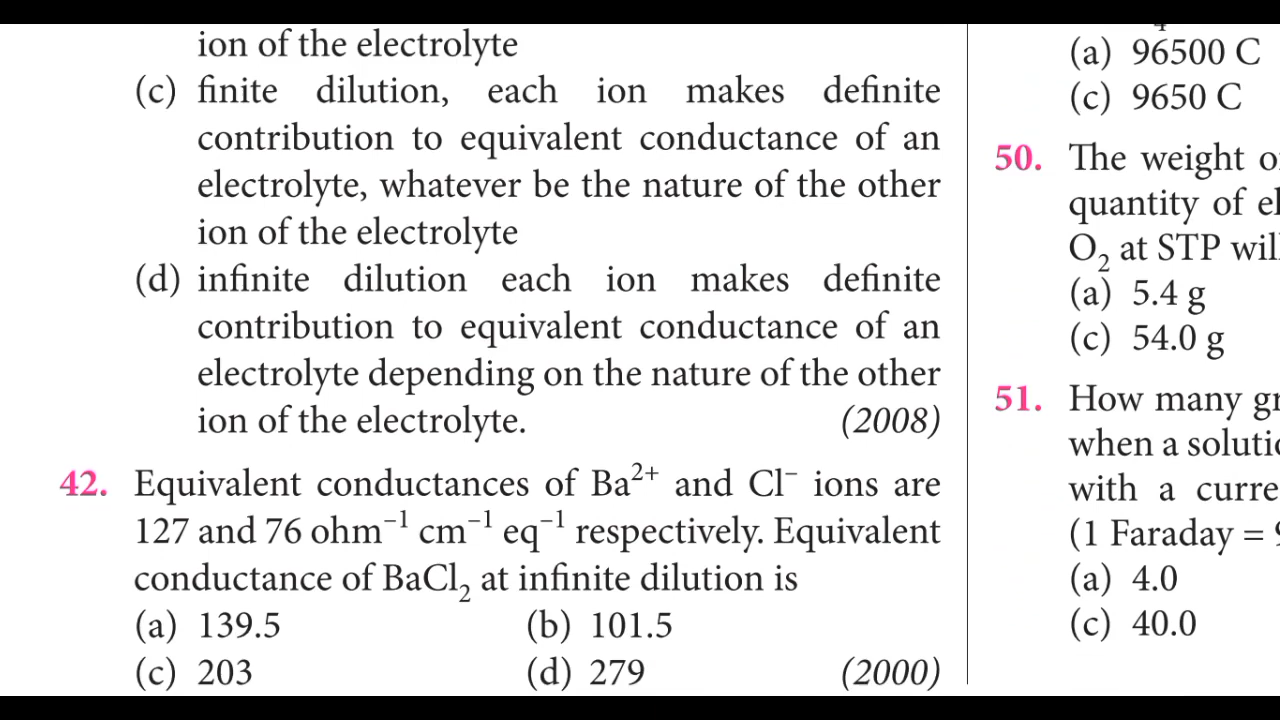 ion of the electrolyte
(c) finite dilution, each ion makes definite
contribution to equivalent conductance of an
electrolyte, whatever be the nature of the other
ion of the electrolyte
(d) infinite dilution each ion makes definite
contribution to equivalent conductance of an
electrolyte depending on the nature of the other
ion of the electrolyte. (2008)
42. Equivalent conductances of Ba²⁺ and Cl⁻ ions are
127 and 76 ohm⁻¹ cm⁻¹ eq⁻¹ respectively. Equivalent
conductance of BaCl₂ at infinite dilution is
(a) 139.5 (b) 101.5
(c) 203 (d) 279 (2000)
(a) 96500 C
(c) 9650 C
50. The weight
quantity of
O₂ at STP
(a) 5.4 g
(c) 54.0 g
51. How many
when a
with a
(1 Faraday =
(a) 4.0
(c) 40.0